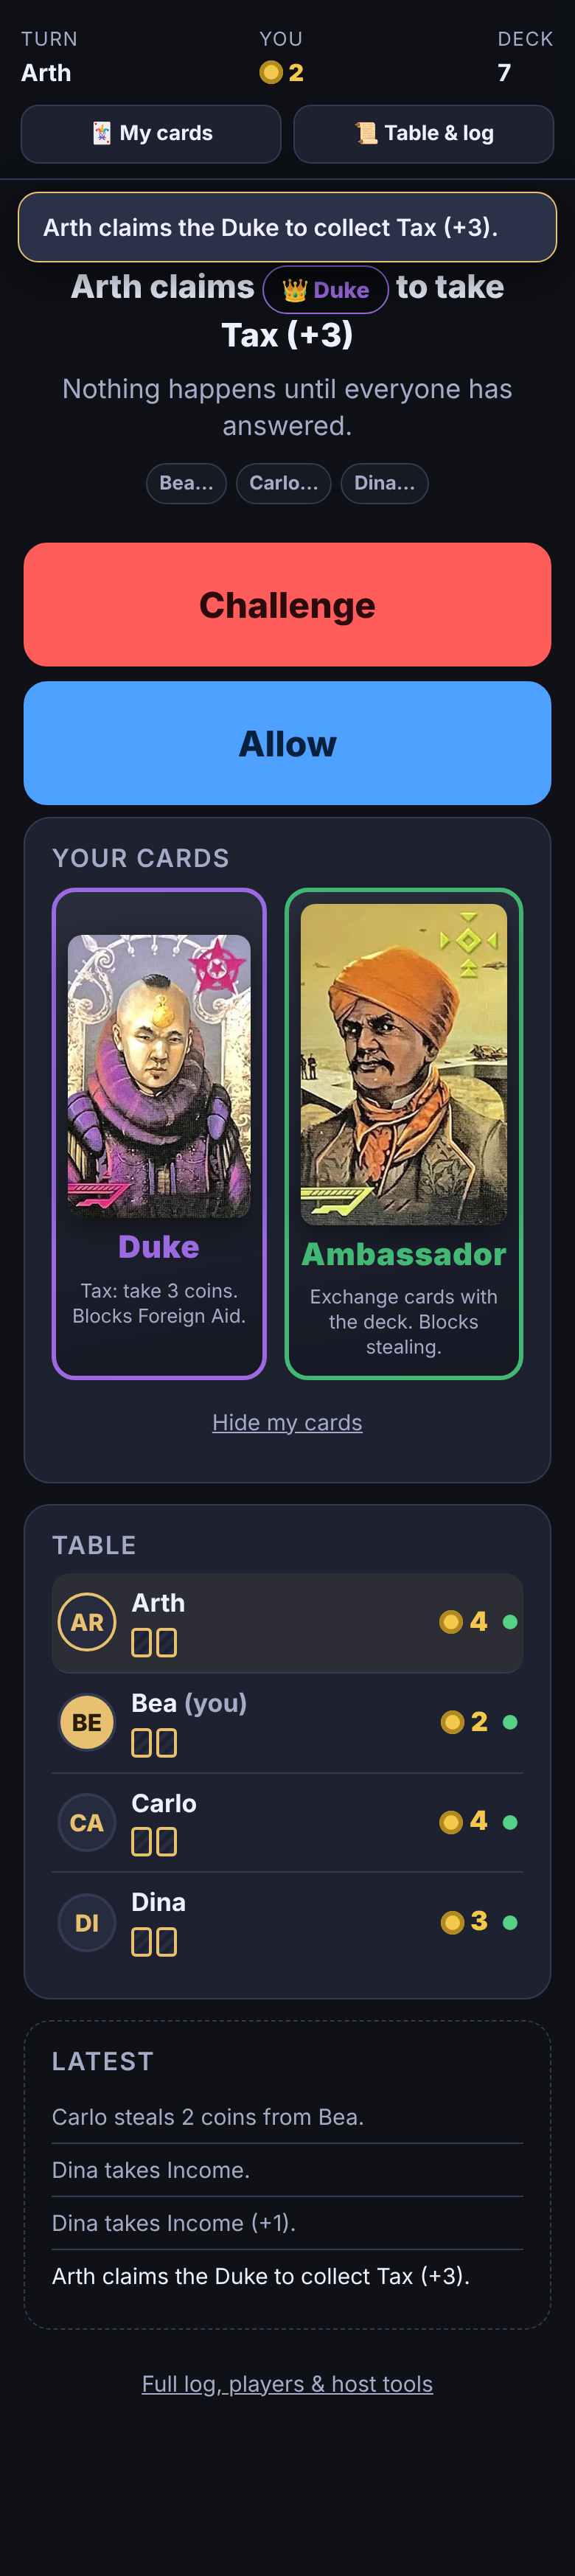 TURN
YOU
DECK
Arth
2
7
🃏 My cards
📜 Table & log
Arth claims the Duke to collect Tax (+3).
Arth claims 👑 Duke to take
Tax (+3)
Nothing happens until everyone has
answered.
Bea… Carlo… Dina…
Challenge
Allow
YOUR CARDS
Duke
Tax: take 3 coins.
Blocks Foreign Aid.
Ambassador
Exchange cards with
the deck. Blocks
stealing.
Hide my cards
TABLE
AR
Arth
4
BE
Bea (you)
2
CA
Carlo
4
DI
Dina
3
LATEST
Carlo steals 2 coins from Bea.
Dina takes Income.
Dina takes Income (+1).
Arth claims the Duke to collect Tax (+3).
Full log, players & host tools